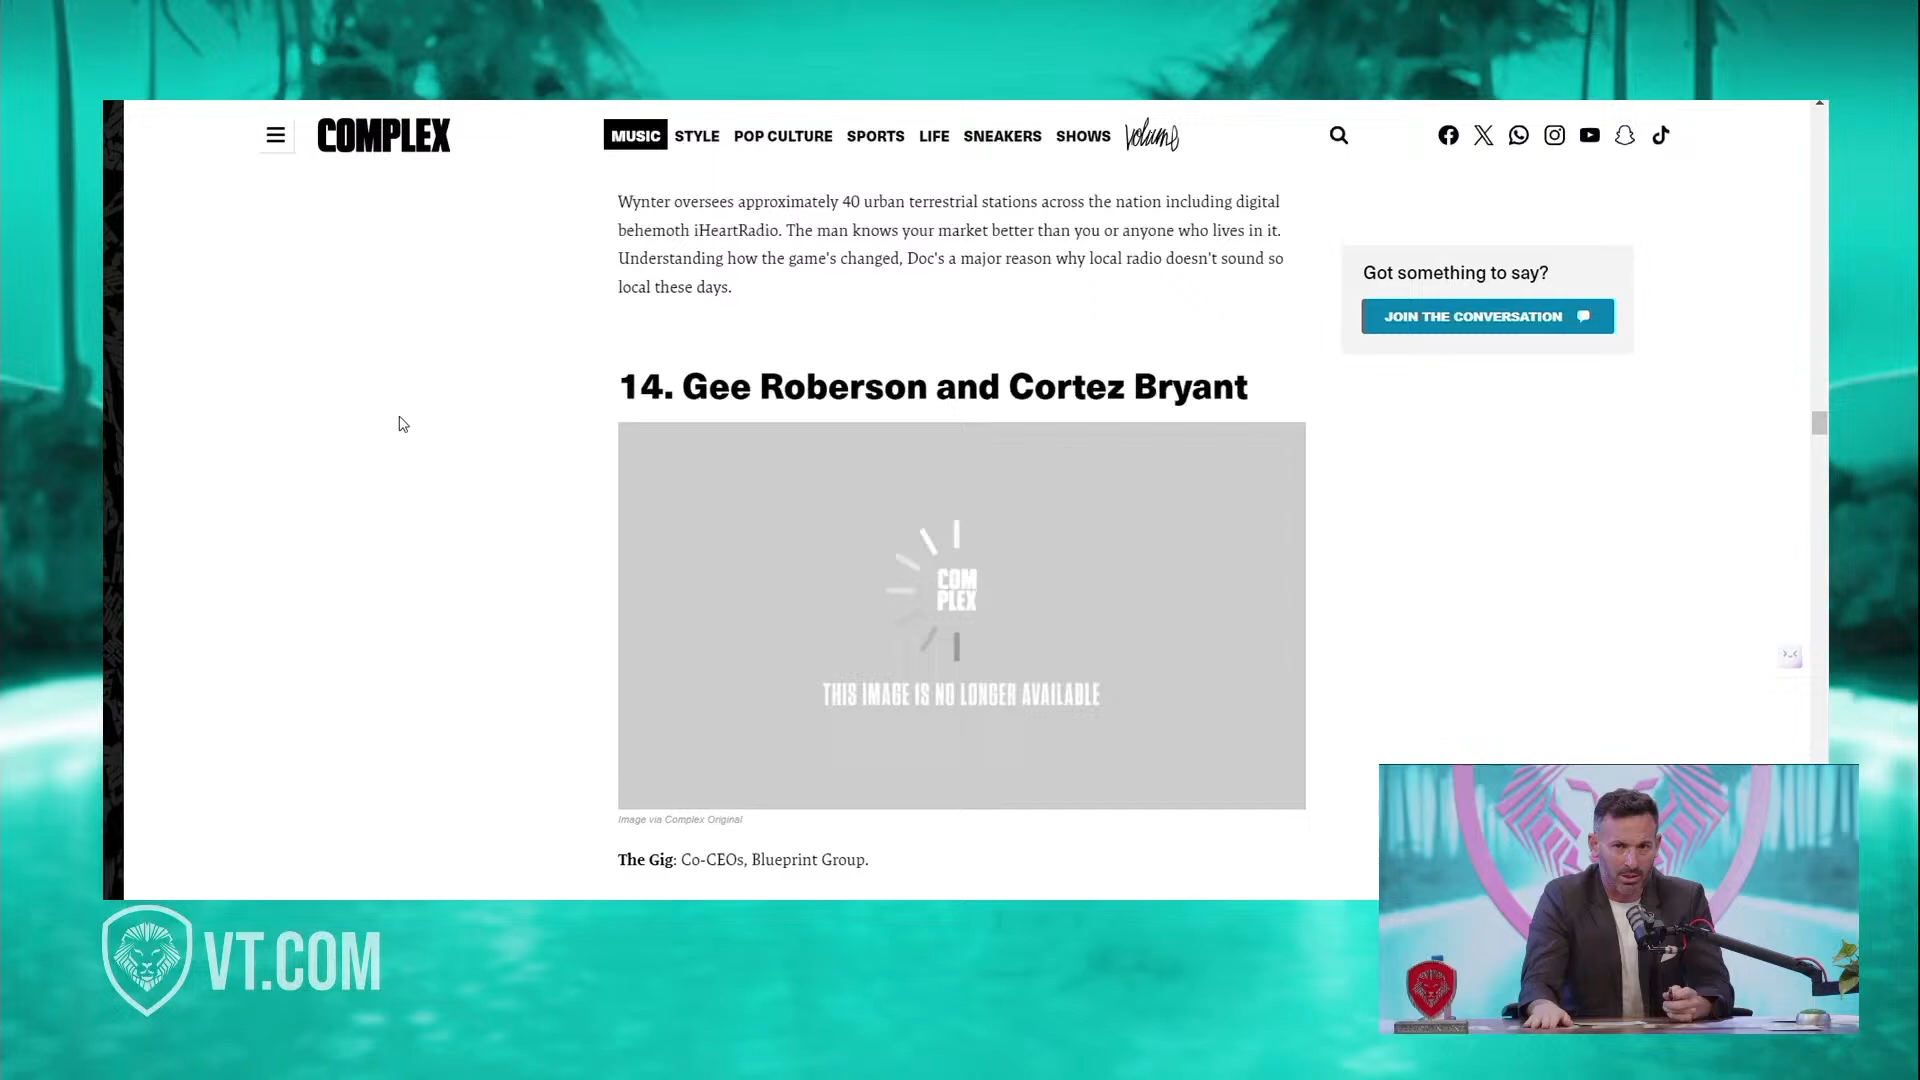 COMPLEX
MUSIC STYLE POP CULTURE SPORTS LIFE SNEAKERS SHOWS Volume
Wynter oversees approximately 40 urban terrestrial stations across the nation including digital
behemoth iHeartRadio. The man knows your market better than you or anyone who lives in it.
Understanding how the game's changed, Doc's a major reason why local radio doesn't sound so
local these days.
Got something to say?
JOIN THE CONVERSATION
14. Gee Roberson and Cortez Bryant
COM
PLEX
THIS IMAGE IS NO LONGER AVAILABLE
Image via Complex Original
The Gig: Co-CEOs, Blueprint Group.
VT.COM